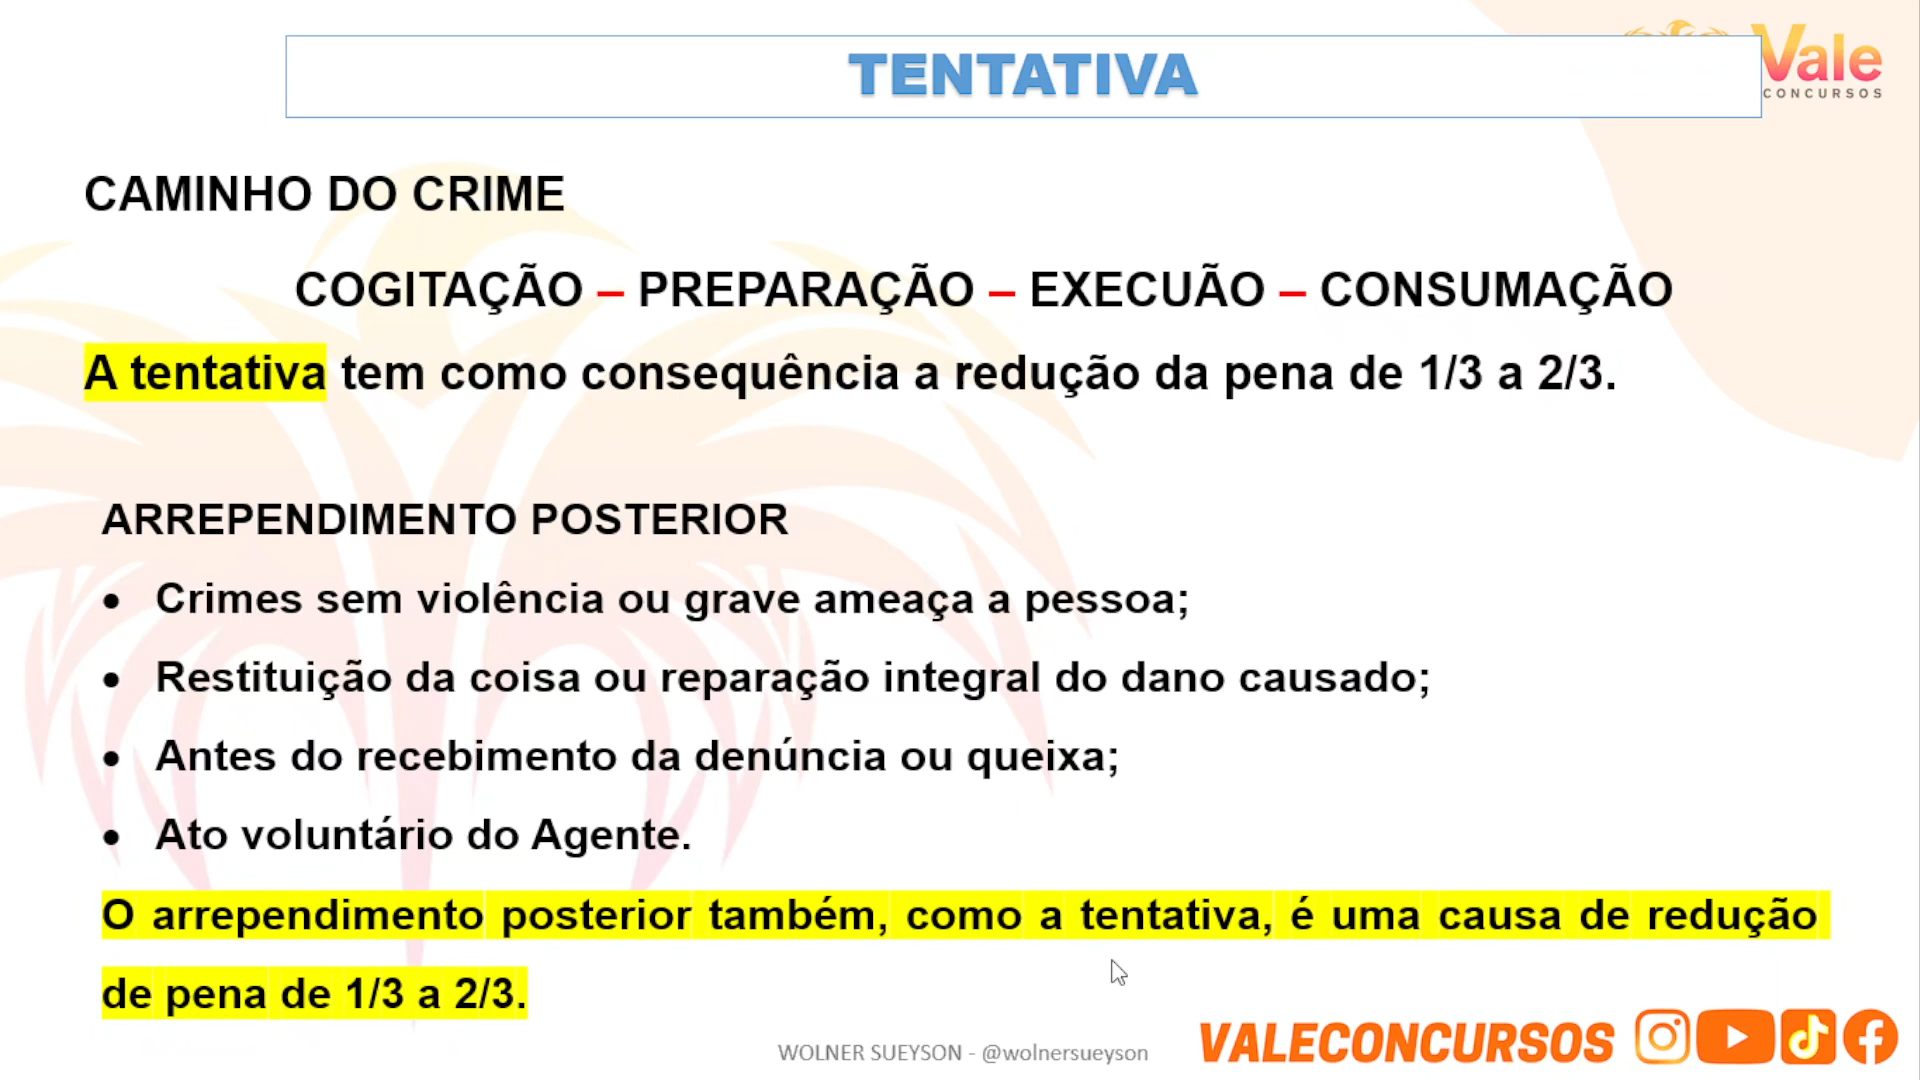 TENTATIVA
Vale
CONCURSOS
CAMINHO DO CRIME
COGITAÇÃO – PREPARAÇÃO – EXECUÃO – CONSUMAÇÃO
A tentativa tem como consequência a redução da pena de 1/3 a 2/3.
ARREPENDIMENTO POSTERIOR
• Crimes sem violência ou grave ameaça a pessoa;
• Restituição da coisa ou reparação integral do dano causado;
• Antes do recebimento da denúncia ou queixa;
• Ato voluntário do Agente.
O arrependimento posterior também, como a tentativa, é uma causa de redução
de pena de 1/3 a 2/3.
WOLNER SUEYSON - @wolnersueyson
VALECONCURSOS